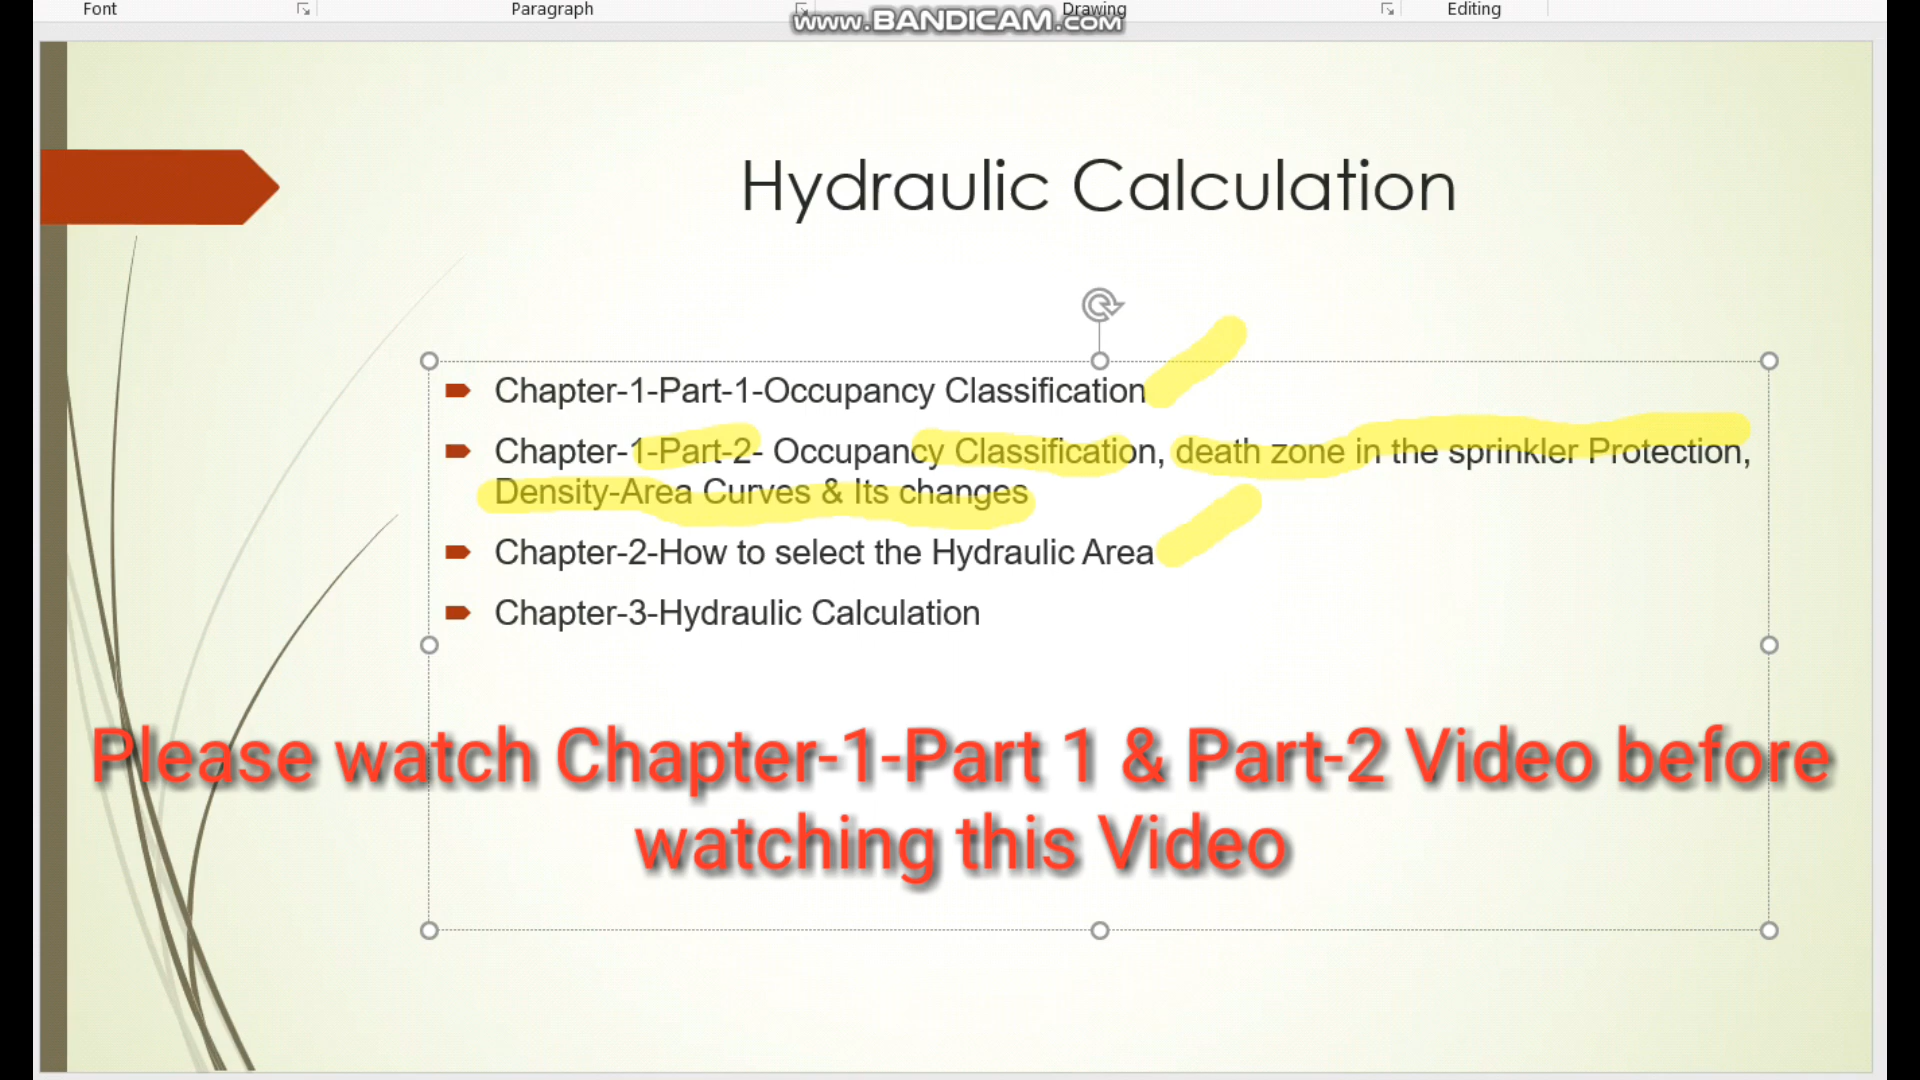 Font Paragraph Drawing Editing
www.BANDICAM.com
Hydraulic Calculation
Chapter-1-Part-1-Occupancy Classification
Chapter-1-Part-2- Occupancy Classification, death zone in the sprinkler Protection,
Density-Area Curves & Its changes
Chapter-2-How to select the Hydraulic Area
Chapter-3-Hydraulic Calculation
Please watch Chapter-1-Part 1 & Part-2 Video before
watching this Video